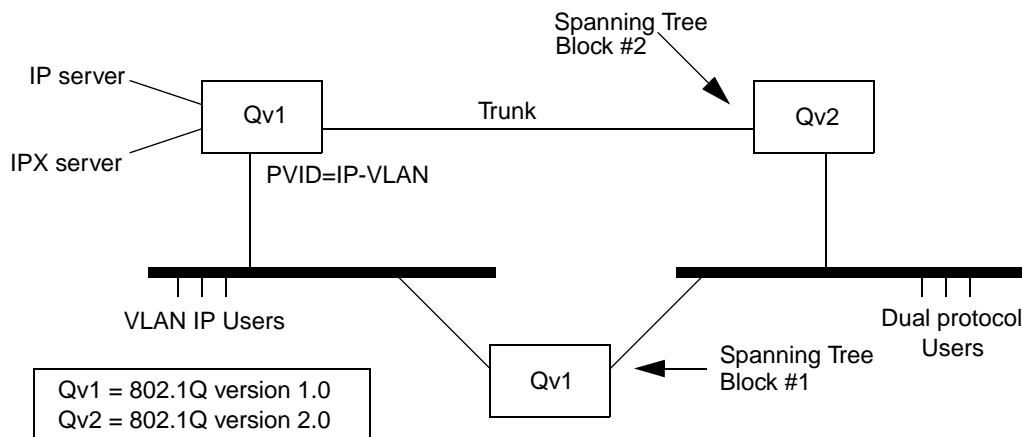 Spanning Tree
Block #2
IP server
Qv1
Trunk
Qv2
IPX server
PVID=IP-VLAN
VLAN IP Users
Dual protocol
Users
Qv1
Spanning Tree
Block #1
Qv1 = 802.1Q version 1.0
Qv2 = 802.1Q version 2.0